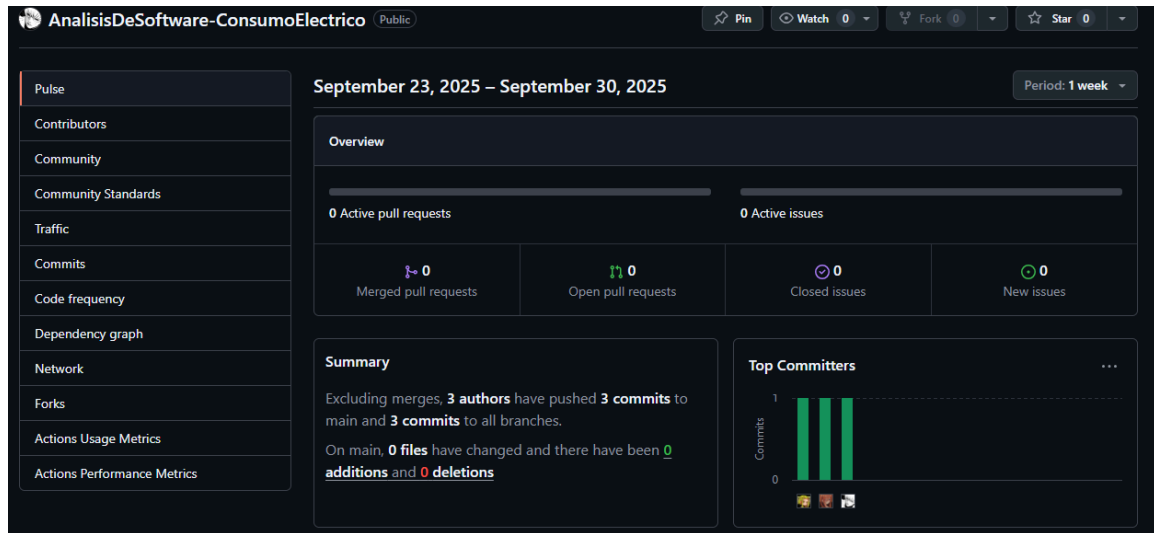 AnalisisDeSoftware-ConsumoElectrico Public
Pin
Watch 0
Fork 0
Star 0
Pulse
Contributors
Community
Community Standards
Traffic
Commits
Code frequency
Dependency graph
Network
Forks
Actions Usage Metrics
Actions Performance Metrics
September 23, 2025 – September 30, 2025
Period: 1 week
Overview
0 Active pull requests
0 Active issues
0
Merged pull requests
0
Open pull requests
0
Closed issues
0
New issues
Summary
Excluding merges, 3 authors have pushed 3 commits to
main and 3 commits to all branches.
On main, 0 files have changed and there have been 0
additions and 0 deletions
Top Committers
1
Commits
0